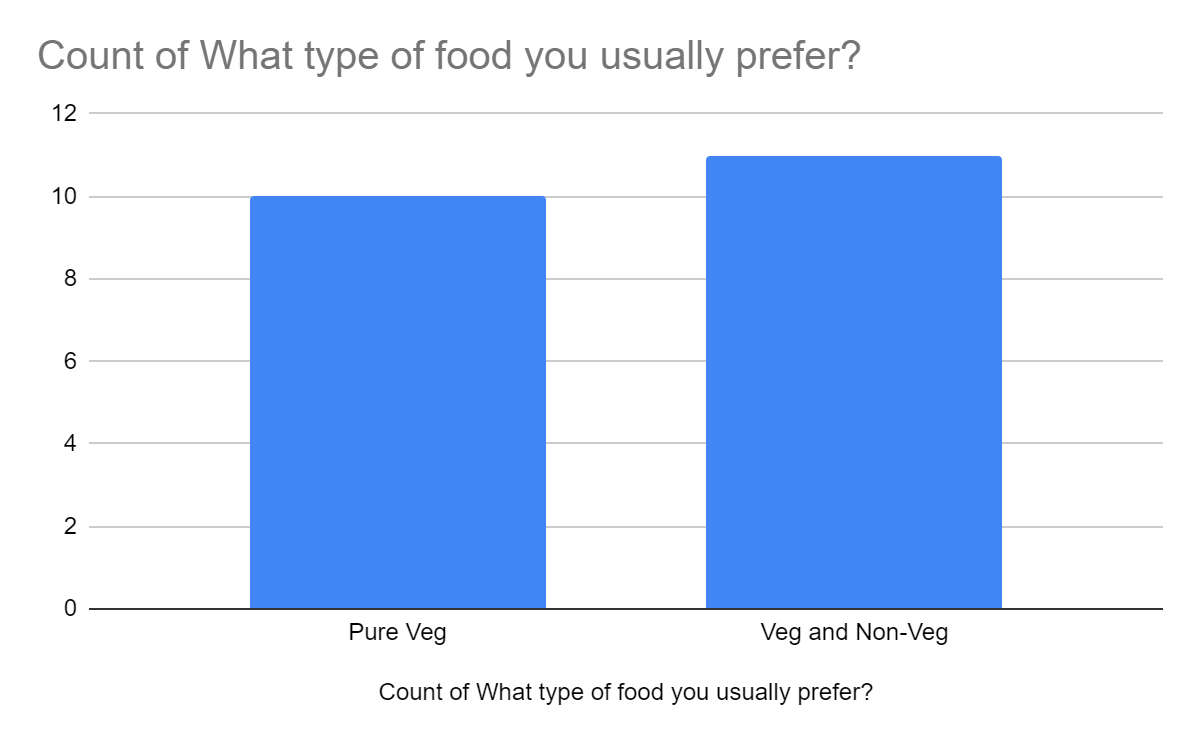 Count of What type of food you usually prefer?
12
10
8
6
4
2
0
Pure Veg
Veg and Non-Veg
Count of What type of food you usually prefer?